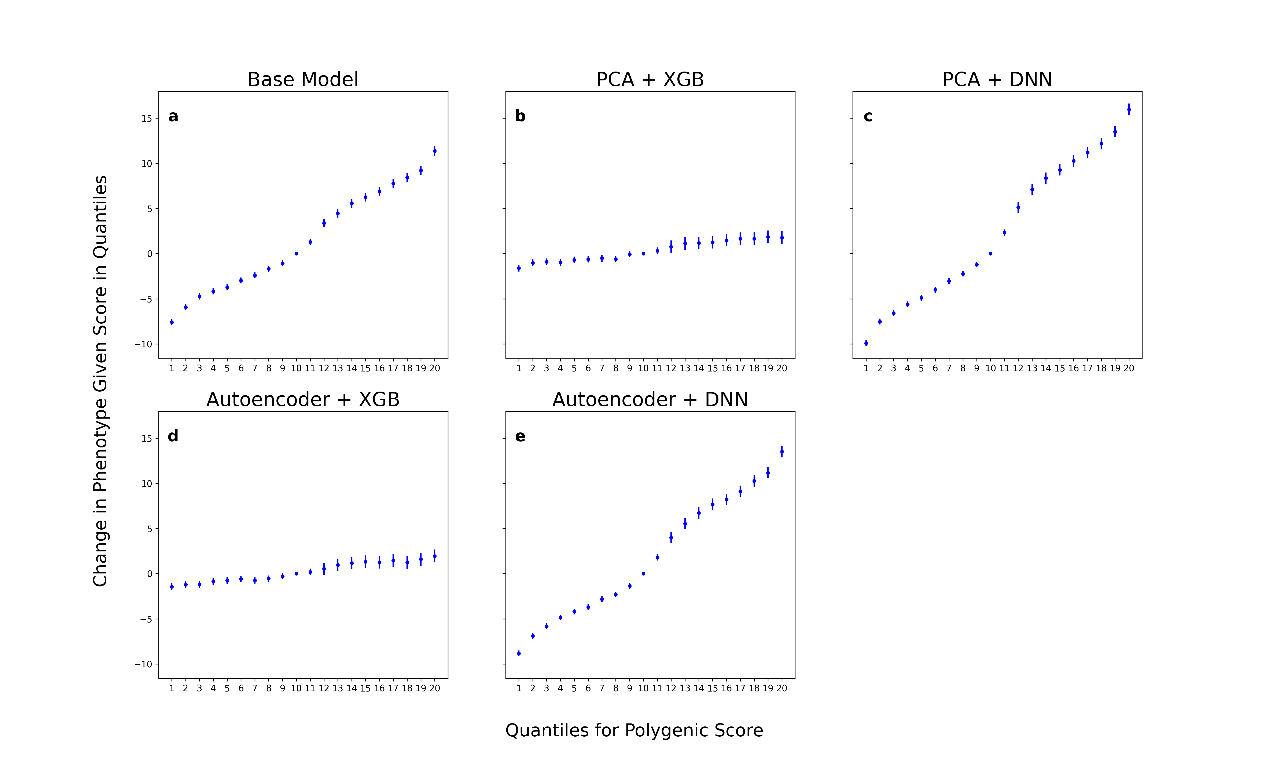 Base Model
PCA + XGB
PCA + DNN
a
b
c
15
10
5
0
−5
−10
1 2 3 4 5 6 7 8 9 10 11 12 13 14 15 16 17 18 19 20
1 2 3 4 5 6 7 8 9 10 11 12 13 14 15 16 17 18 19 20
1 2 3 4 5 6 7 8 9 10 11 12 13 14 15 16 17 18 19 20
Change in Phenotype Given Score in Quantiles
Autoencoder + XGB
Autoencoder + DNN
d
e
15
10
5
0
−5
−10
1 2 3 4 5 6 7 8 9 10 11 12 13 14 15 16 17 18 19 20
1 2 3 4 5 6 7 8 9 10 11 12 13 14 15 16 17 18 19 20
Quantiles for Polygenic Score